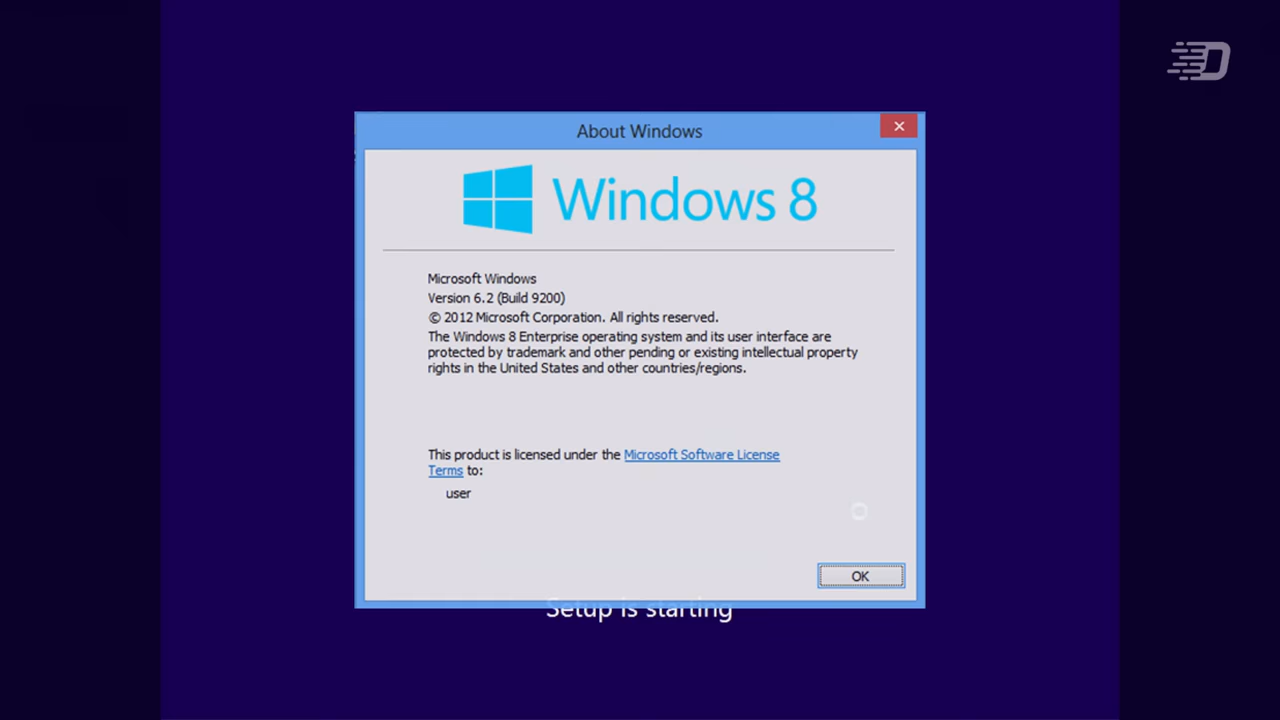 About Windows
Windows 8
Microsoft Windows
Version 6.2 (Build 9200)
© 2012 Microsoft Corporation. All rights reserved.
The Windows 8 Enterprise operating system and its user interface are
protected by trademark and other pending or existing intellectual property
rights in the United States and other countries/regions.
This product is licensed under the Microsoft Software License
Terms to:
user
OK
Setup is starting